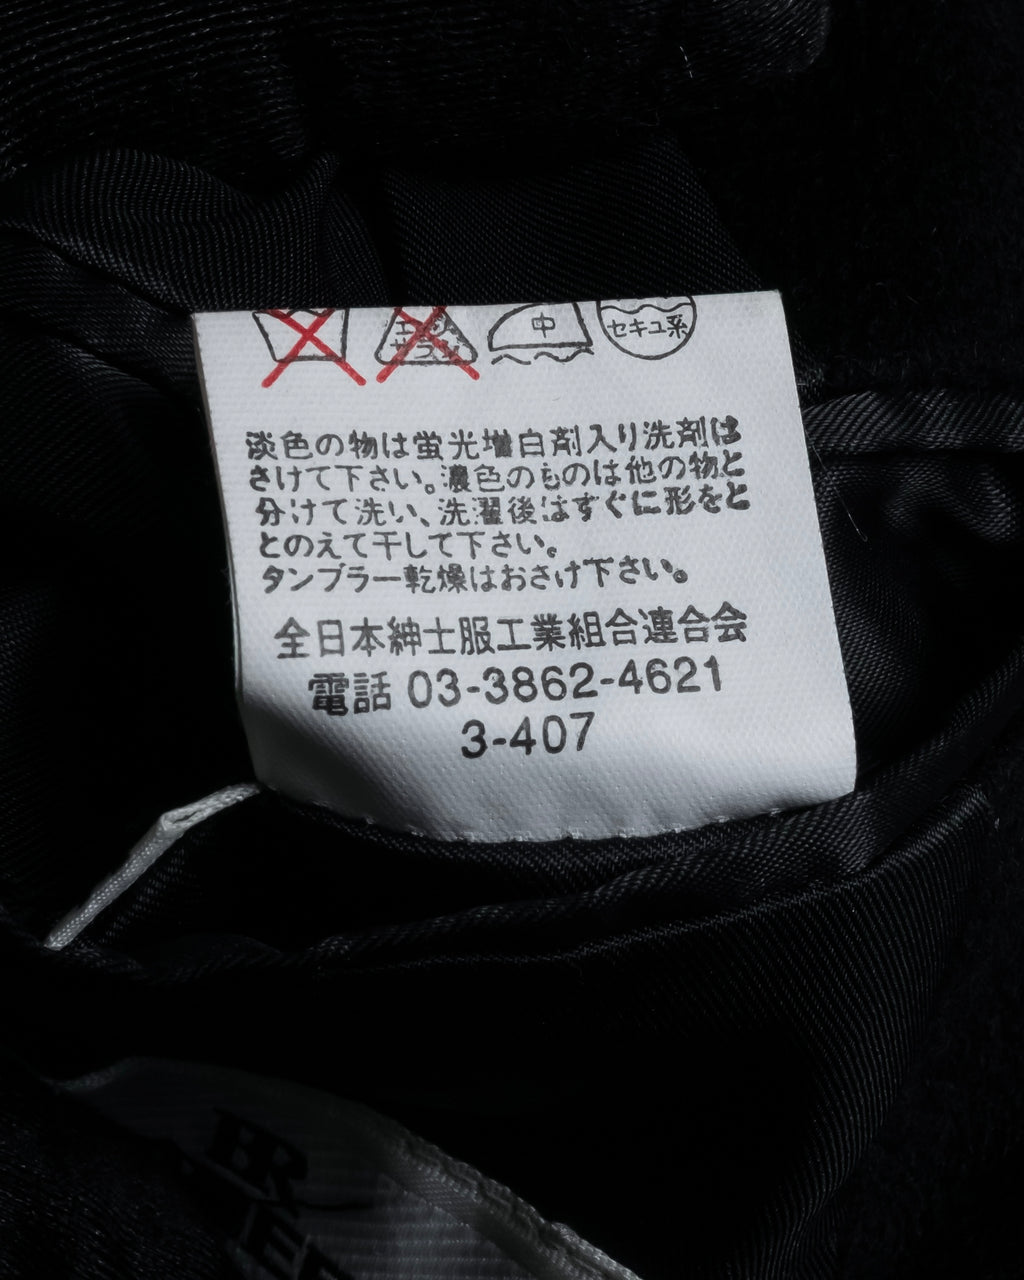 中
セキユ系
淡色の物は蛍光増白剤入り洗剤は
さけて下さい。濃色のものは他の物と
分けて洗い、洗濯後はすぐに形をと
とのえて干して下さい。
タンブラー乾燥はおさけ下さい。
全日本紳士服工業組合連合会
電話 03-3862-4621
3-407